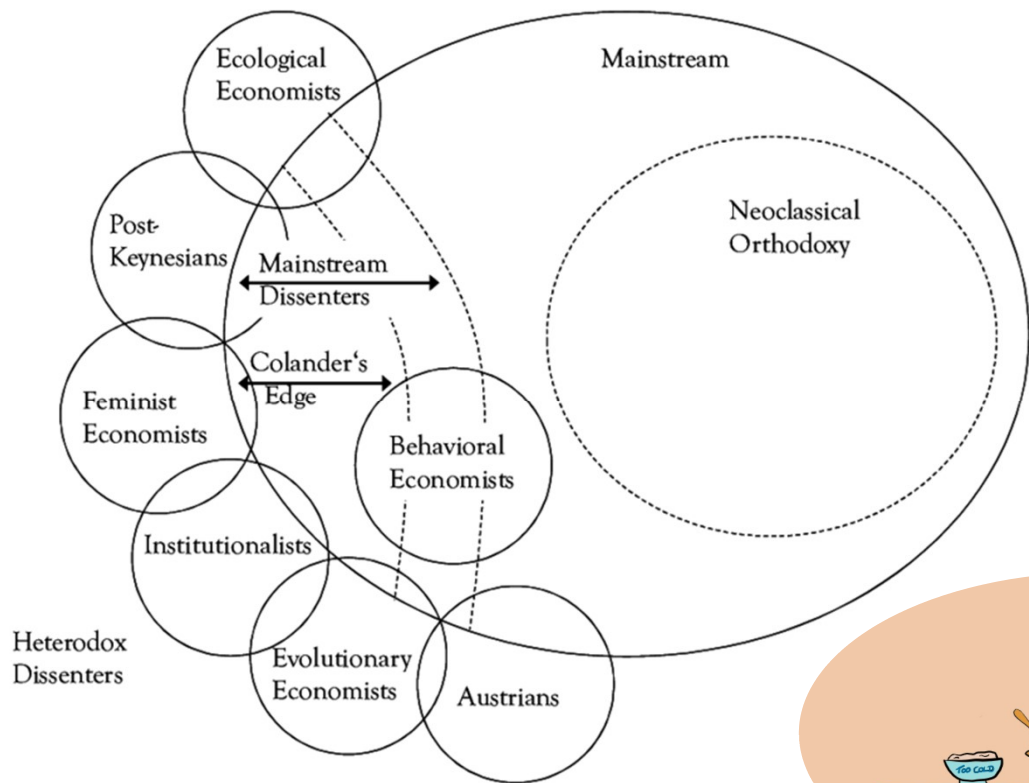 Ecological
Economists
Mainstream
Post-
Keynesians
Neoclassical
Orthodoxy
Mainstream
Dissenters
Colander‘s
Edge
Feminist
Economists
Behavioral
Economists
Institutionalists
Heterodox
Dissenters
Evolutionary
Economists
Austrians
TOO COLD